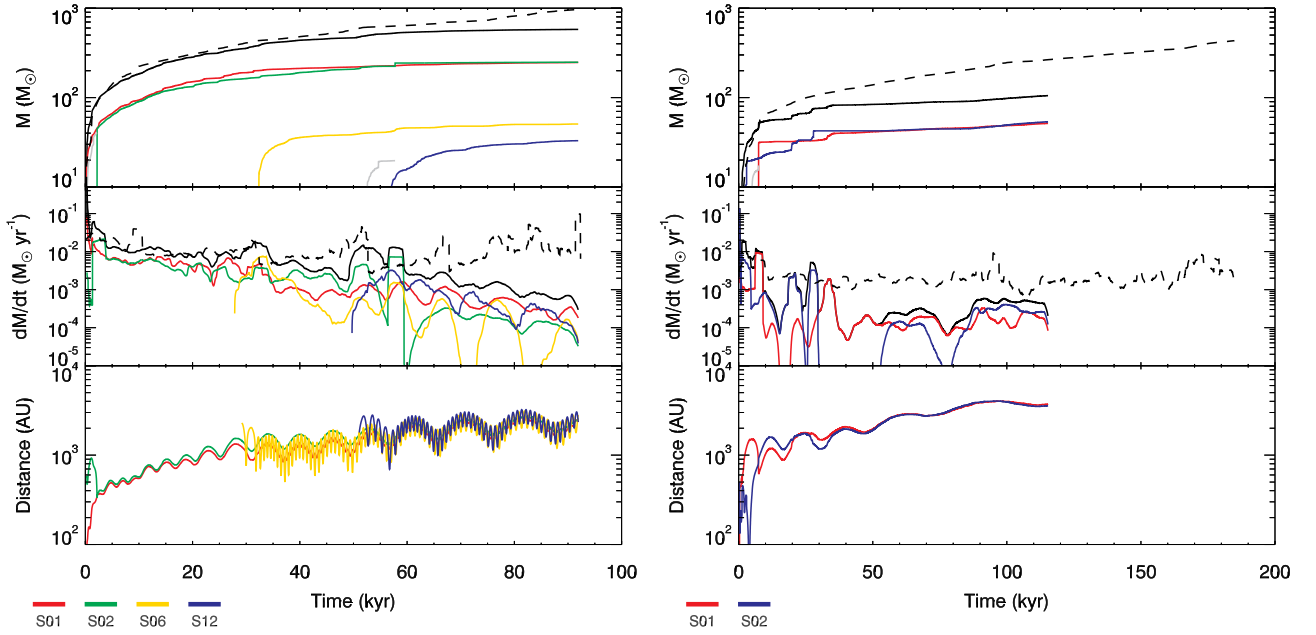 10³
10²
10¹
M (M⊙)
10³
10²
10¹
M (M⊙)
10⁻¹
10⁻²
10⁻³
10⁻⁴
10⁻⁵
dM/dt (M⊙ yr⁻¹)
10⁻¹
10⁻²
10⁻³
10⁻⁴
10⁻⁵
dM/dt (M⊙ yr⁻¹)
10⁴
10³
10²
Distance (AU)
10⁴
10³
10²
Distance (AU)
0 20 40 60 80 100
Time (kyr)
0 50 100 150 200
Time (kyr)
S01 S02 S06 S12
S01 S02